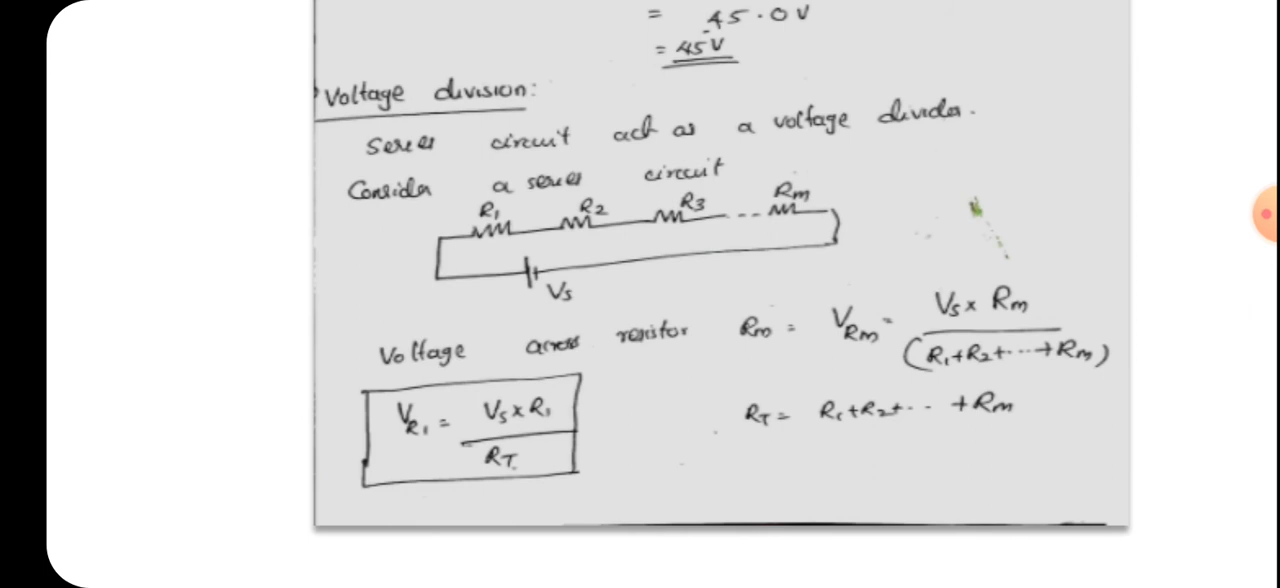 = 45.0V
= 45V
Voltage division:
Series circuit act as a voltage divider.
Consider a series circuit
R1 R2 R3 --- Rm
Vs
Voltage across resistor Rm = VRm = Vs x Rm / (R1+R2+---+Rm)
VR1 = Vs x R1 / RT
RT = R1+R2+-- +Rm